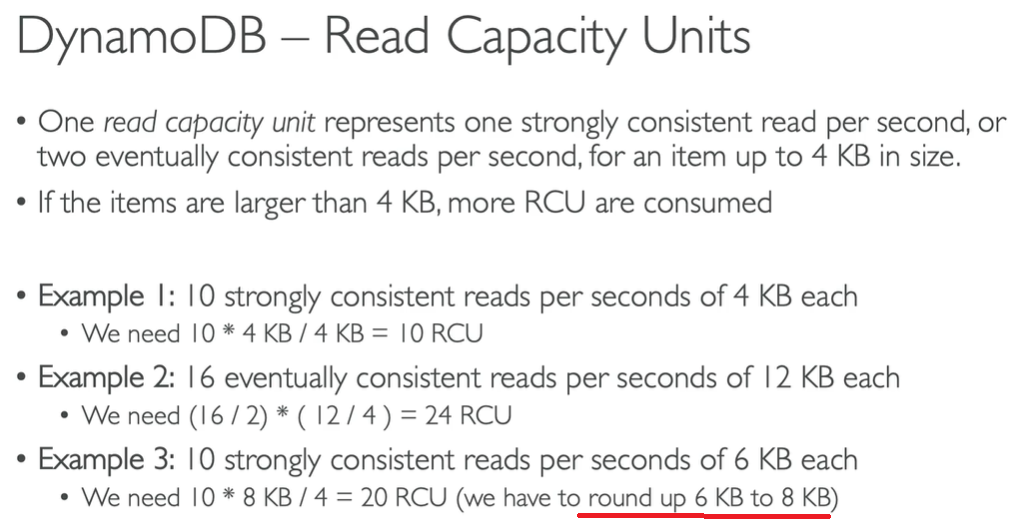 DynamoDB – Read Capacity Units
• One read capacity unit represents one strongly consistent read per second, or
two eventually consistent reads per second, for an item up to 4 KB in size.
• If the items are larger than 4 KB, more RCU are consumed
• Example 1: 10 strongly consistent reads per seconds of 4 KB each
• We need 10 * 4 KB / 4 KB = 10 RCU
• Example 2: 16 eventually consistent reads per seconds of 12 KB each
• We need (16 / 2) * ( 12 / 4 ) = 24 RCU
• Example 3: 10 strongly consistent reads per seconds of 6 KB each
• We need 10 * 8 KB / 4 = 20 RCU (we have to round up 6 KB to 8 KB)